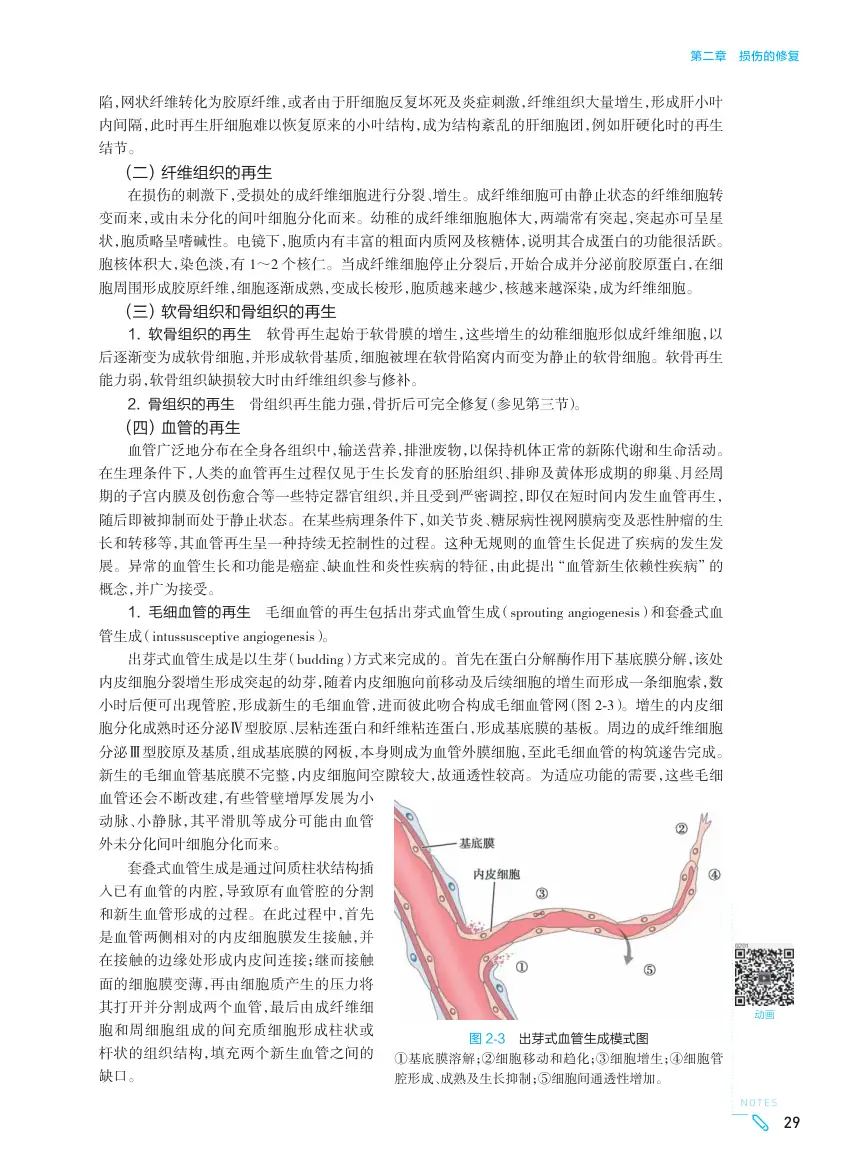 第二章　损伤的修复
陷，网状纤维转化为胶原纤维，或者由于肝细胞反复坏死及炎症刺激，纤维组织大量增生，形成肝小叶
内间隔，此时再生肝细胞难以恢复原来的小叶结构，成为结构紊乱的肝细胞团，例如肝硬化时的再生
结节。
（二）纤维组织的再生
在损伤的刺激下，受损处的成纤维细胞进行分裂、增生。成纤维细胞可由静止状态的纤维细胞转
变而来，或由未分化的间叶细胞分化而来。幼稚的成纤维细胞胞体大，两端常有突起，突起亦可呈星
状，胞质略呈嗜碱性。电镜下，胞质内有丰富的粗面内质网及核糖体，说明其合成蛋白的功能很活跃。
胞核体积大，染色淡，有 1～2 个核仁。当成纤维细胞停止分裂后，开始合成并分泌前胶原蛋白，在细
胞周围形成胶原纤维，细胞逐渐成熟，变成长梭形，胞质越来越少，核越来越深染，成为纤维细胞。
（三）软骨组织和骨组织的再生
1. 软骨组织的再生　软骨再生起始于软骨膜的增生，这些增生的幼稚细胞形似成纤维细胞，以
后逐渐变为成软骨细胞，并形成软骨基质，细胞被埋在软骨陷窝内而变为静止的软骨细胞。软骨再生
能力弱，软骨组织缺损较大时由纤维组织参与修补。
2. 骨组织的再生　骨组织再生能力强，骨折后可完全修复（参见第三节）。
（四）血管的再生
血管广泛地分布在全身各组织中，输送营养，排泄废物，以保持机体正常的新陈代谢和生命活动。
在生理条件下，人类的血管再生过程仅见于生长发育的胚胎组织、排卵及黄体形成期的卵巢、月经周
期的子宫内膜及创伤愈合等一些特定器官组织，并且受到严密调控，即仅在短时间内发生血管再生，
随后即被抑制而处于静止状态。在某些病理条件下，如关节炎、糖尿病性视网膜病变及恶性肿瘤的生
长和转移等，其血管再生呈一种持续无控制性的过程。这种无规则的血管生长促进了疾病的发生发
展。异常的血管生长和功能是癌症、缺血性和炎性疾病的特征，由此提出“血管新生依赖性疾病”的
概念，并广为接受。
1. 毛细血管的再生　毛细血管的再生包括出芽式血管生成（sprouting angiogenesis）和套叠式血
管生成（intussusceptive angiogenesis）。
出芽式血管生成是以生芽（budding）方式来完成的。首先在蛋白分解酶作用下基底膜分解，该处
内皮细胞分裂增生形成突起的幼芽，随着内皮细胞向前移动及后续细胞的增生而形成一条细胞索，数
小时后便可出现管腔，形成新生的毛细血管，进而彼此吻合构成毛细血管网（图 2-3）。增生的内皮细
胞分化成熟时还分泌Ⅳ型胶原、层粘连蛋白和纤维粘连蛋白，形成基底膜的基板。周边的成纤维细胞
分泌Ⅲ型胶原及基质，组成基底膜的网板，本身则成为血管外膜细胞，至此毛细血管的构筑遂告完成。
新生的毛细血管基底膜不完整，内皮细胞间空隙较大，故通透性较高。为适应功能的需要，这些毛细
血管还会不断改建，有些管壁增厚发展为小
动脉、小静脉，其平滑肌等成分可能由血管
外未分化间叶细胞分化而来。
套叠式血管生成是通过间质柱状结构插
入已有血管的内腔，导致原有血管腔的分割
和新生血管形成的过程。在此过程中，首先
是血管两侧相对的内皮细胞膜发生接触，并
在接触的边缘处形成内皮间连接；继而接触
面的细胞膜变薄，再由细胞质产生的压力将
其打开并分割成两个血管，最后由成纤维细
胞和周细胞组成的间充质细胞形成柱状或
杆状的组织结构，填充两个新生血管之间的
缺口。
基底膜
内皮细胞
②
④
③
①
⑤
图 2-3　出芽式血管生成模式图
①基底膜溶解；②细胞移动和趋化；③细胞增生；④细胞管
腔形成、成熟及生长抑制；⑤细胞间通透性增加。
0201
动画
NOTES
29